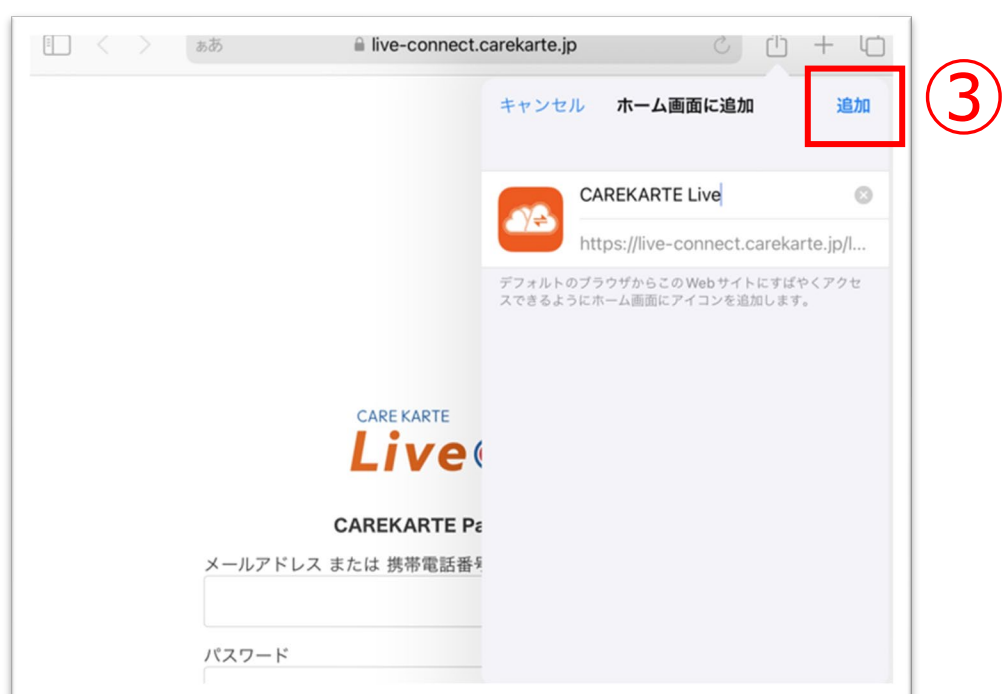 ああ
live-connect.carekarte.jp
キャンセル ホーム画面に追加 追加
③
CAREKARTE Live
https://live-connect.carekarte.jp/l...
デフォルトのブラウザからこのWebサイトにすばやくアクセ
スできるようにホーム画面にアイコンを追加します。
CARE KARTE
Live
CAREKARTE Pa
メールアドレス または 携帯電話番号
パスワード